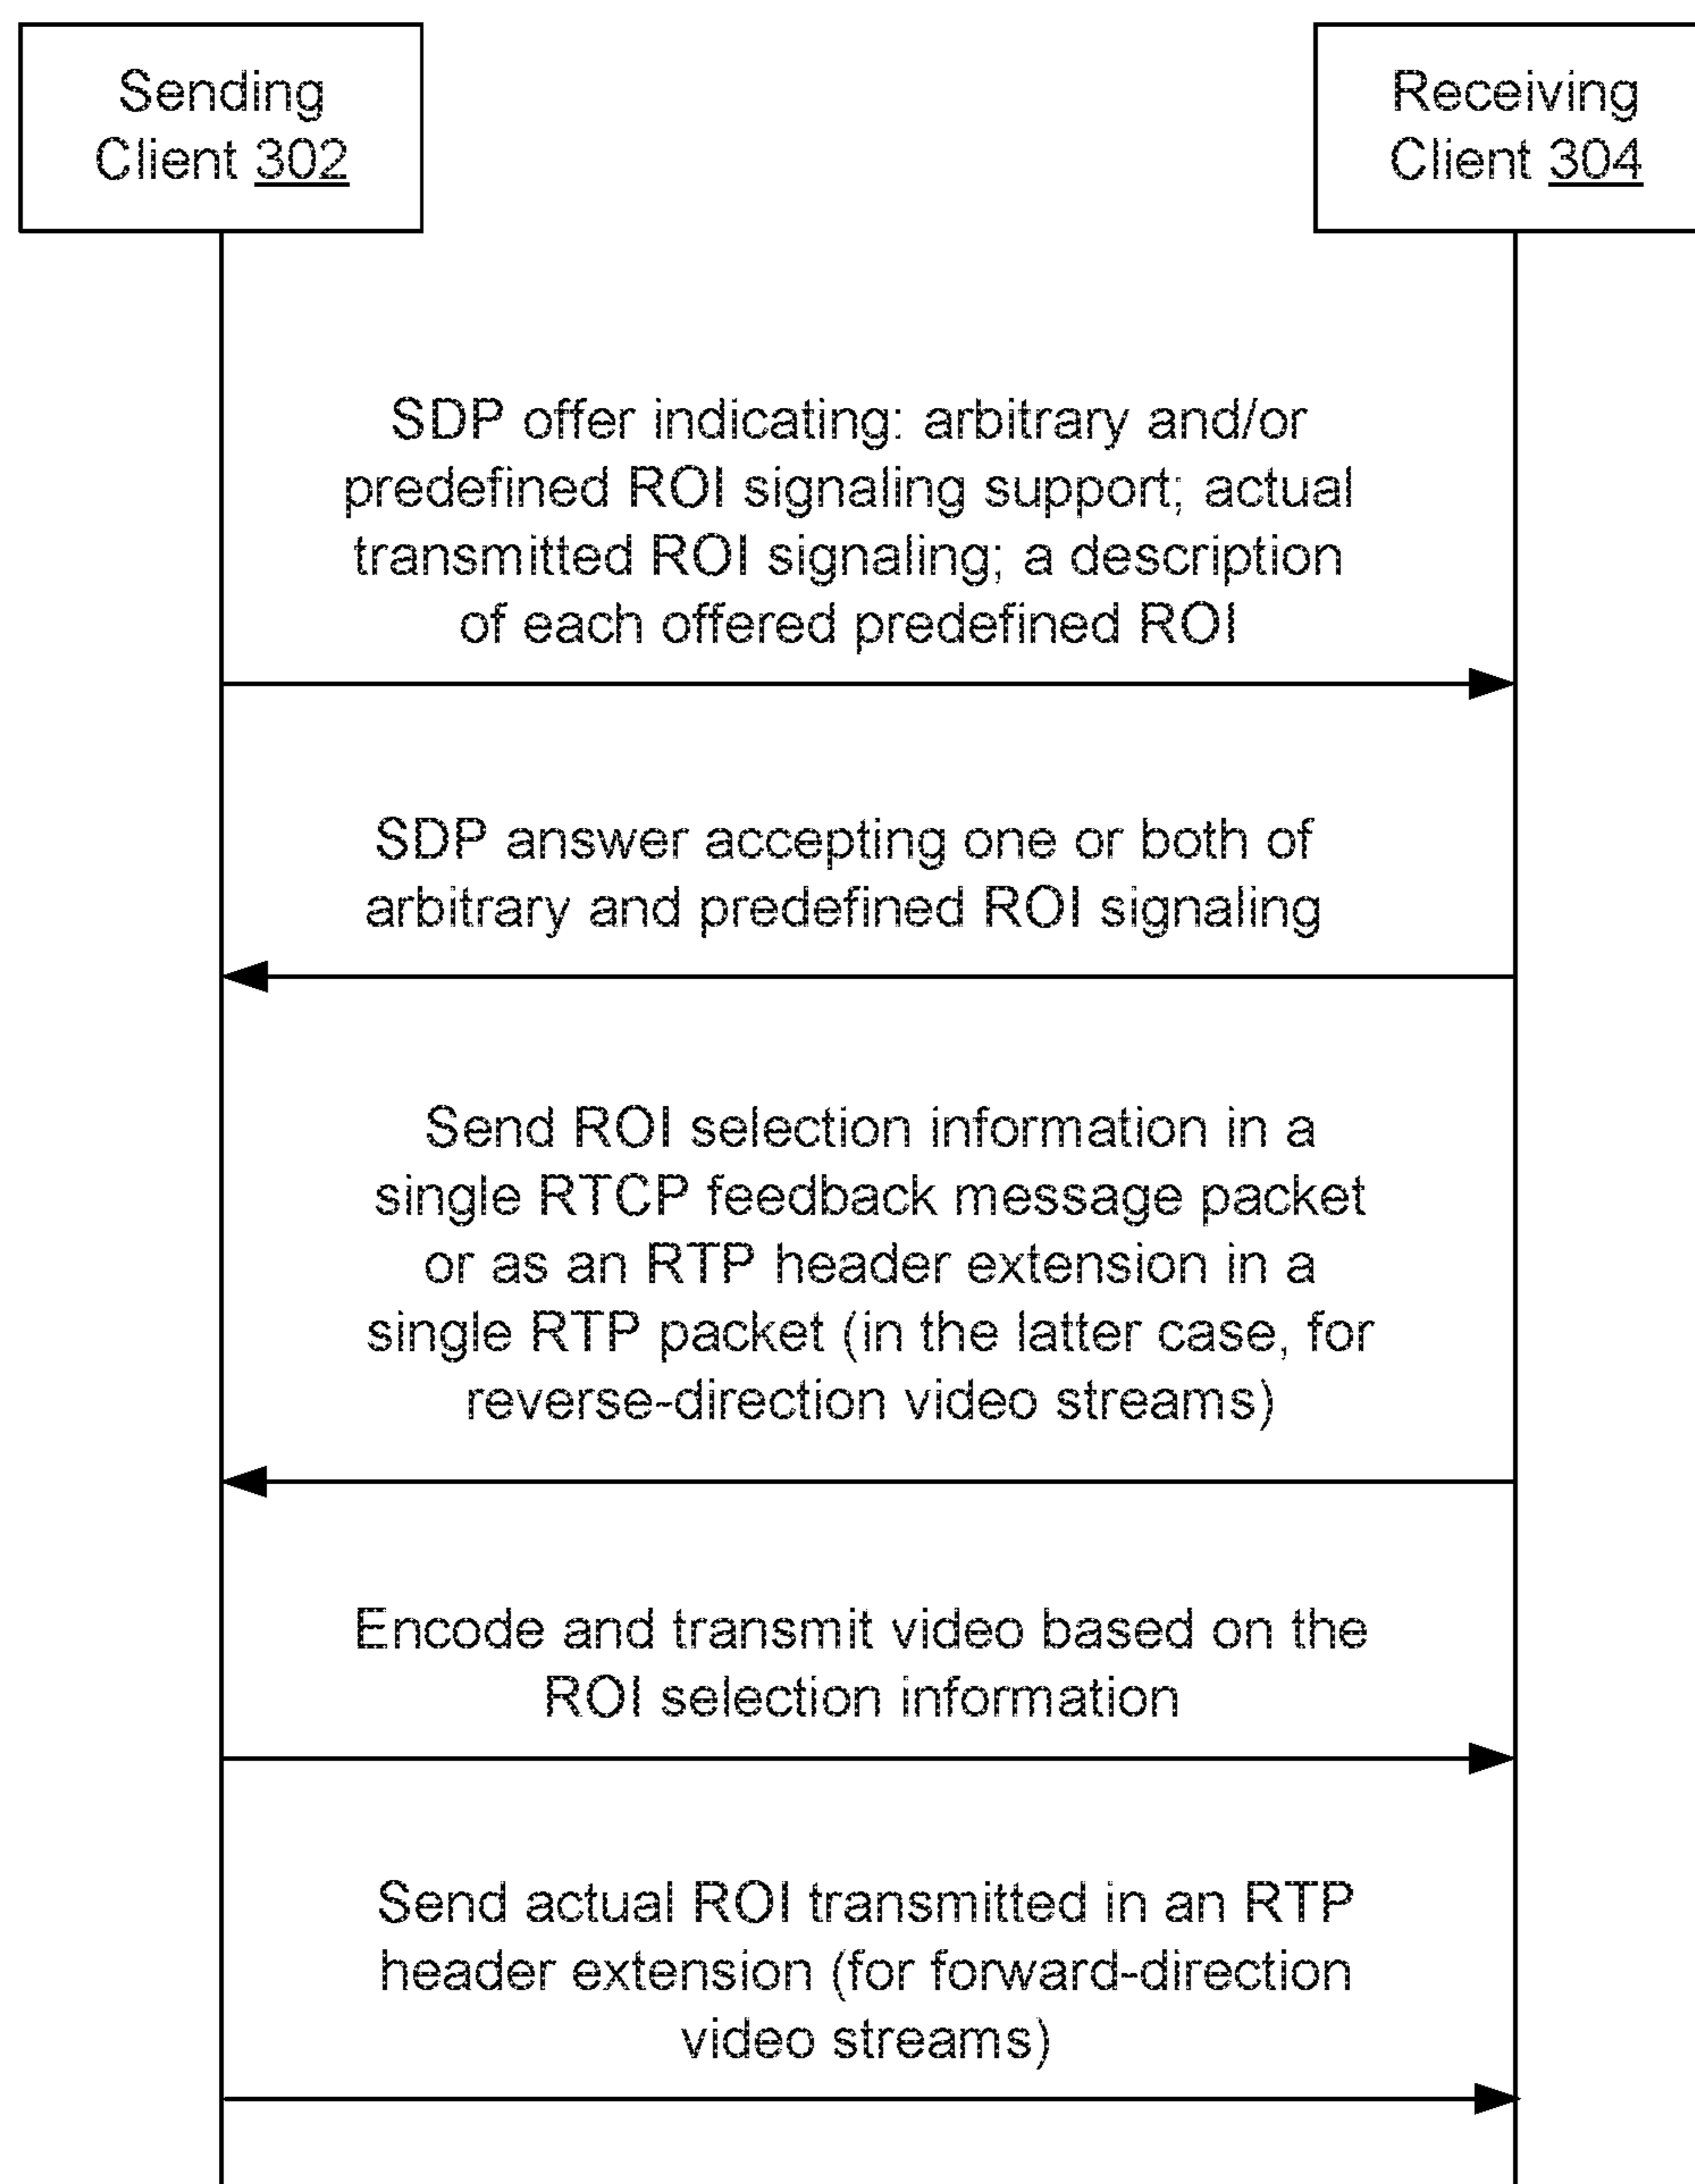 Sending
Client 302
Receiving
Client 304
SDP offer indicating: arbitrary and/or
predefined ROI signaling support; actual
transmitted ROI signaling; a description
of each offered predefined ROI
SDP answer accepting one or both of
arbitrary and predefined ROI signaling
Send ROI selection information in a
single RTCP feedback message packet
or as an RTP header extension in a
single RTP packet (in the latter case, for
reverse-direction video streams)
Encode and transmit video based on the
ROI selection information
Send actual ROI transmitted in an RTP
header extension (for forward-direction
video streams)